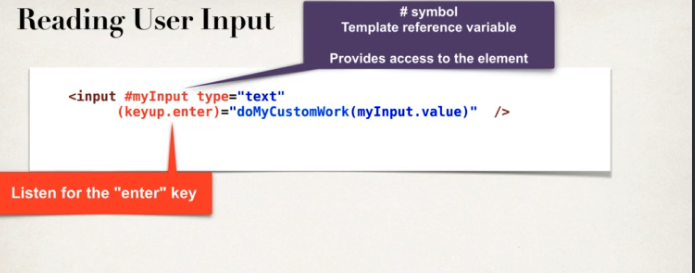 Reading User Input
# symbol
Template reference variable
Provides access to the element
<input #myInput type="text"
(keyup.enter)="doMyCustomWork(myInput.value)" />
Listen for the "enter" key